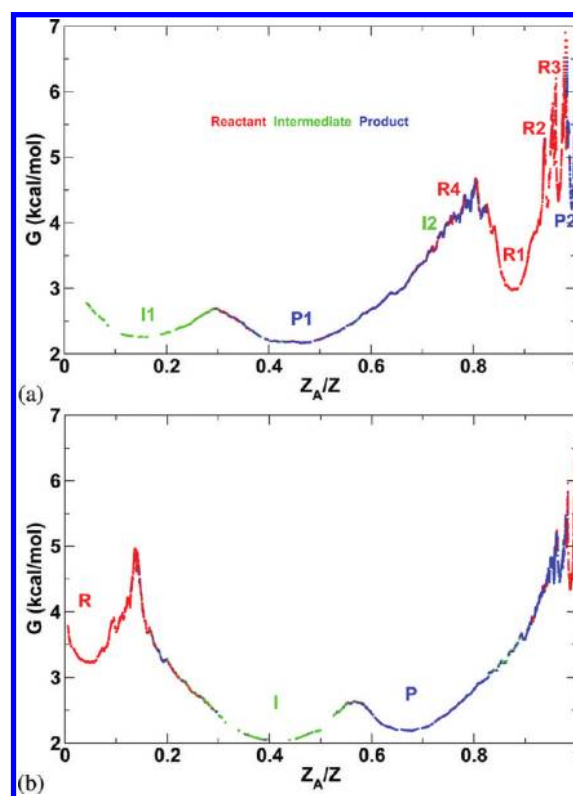 7
6
5
4
3
2
G (kcal/mol)
Reactant Intermediate Product
R3
R2
R4
I2
R1
P2
I1
P1
0 0.2 0.4 0.6 0.8
Z_A/Z
(a)
7
6
5
4
3
2
G (kcal/mol)
R
I
P
0 0.2 0.4 0.6 0.8
Z_A/Z
(b)